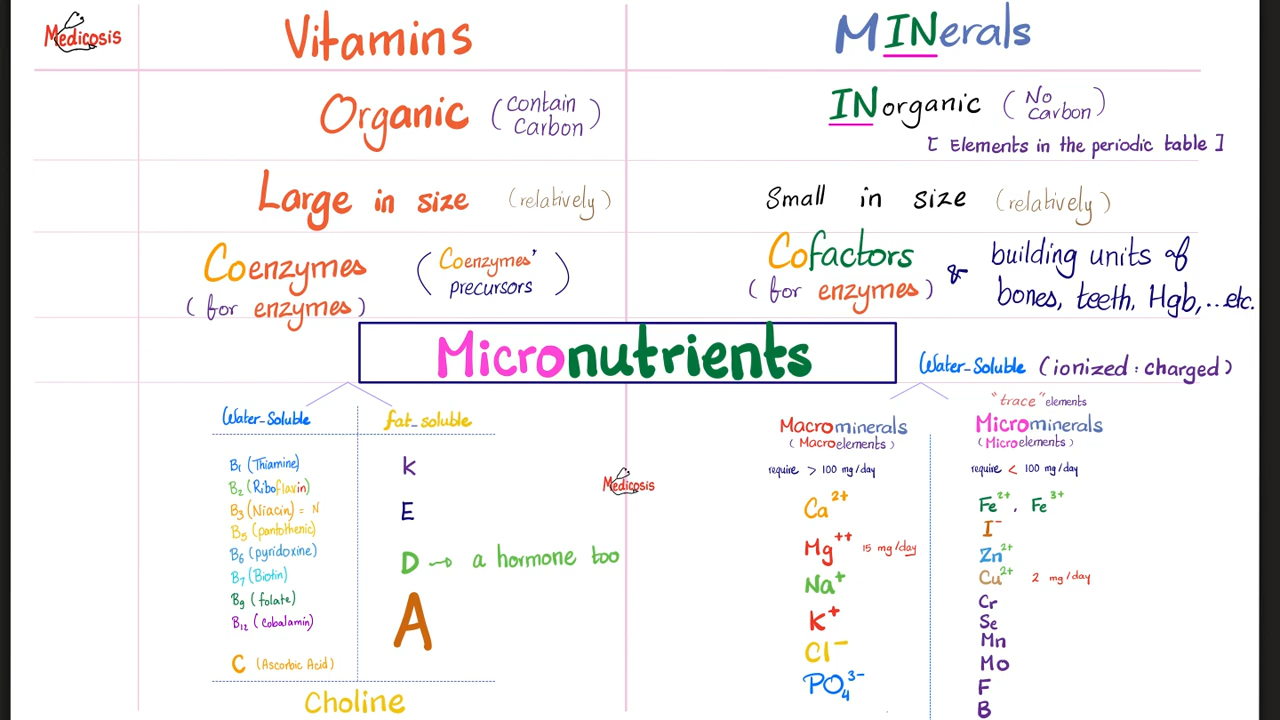 Medicosis
Vitamins
MINerals
Organic (Contain Carbon)
INorganic (No Carbon)
[ Elements in the periodic table ]
Large in size (relatively)
Small in size (relatively)
Coenzymes (Coenzymes' precursors)
(for enzymes)
Cofactors & building units of
(for enzymes) bones, teeth, Hgb,...etc.
Micronutrients
Water-Soluble (ionized : charged)
Water-Soluble
fat-soluble
B1 (Thiamine)
B2 (Riboflavin)
B3 (Niacin) = N
B5 (pantothenic)
B6 (pyridoxine)
B7 (Biotin)
B9 (folate)
B12 (cobalamin)
C (Ascorbic Acid)
K
E
D → a hormone too
A
Choline
Medicosis
Macrominerals
(Macroelements)
require > 100 mg/day
Ca2+
Mg++ 15 mg/day
Na+
K+
Cl−
PO4 3−
"trace" elements
Microminerals
(Microelements)
require < 100 mg/day
Fe2+, Fe3+
I−
Zn2+
Cu2+ 2 mg/day
Cr
Se
Mn
Mo
F
B